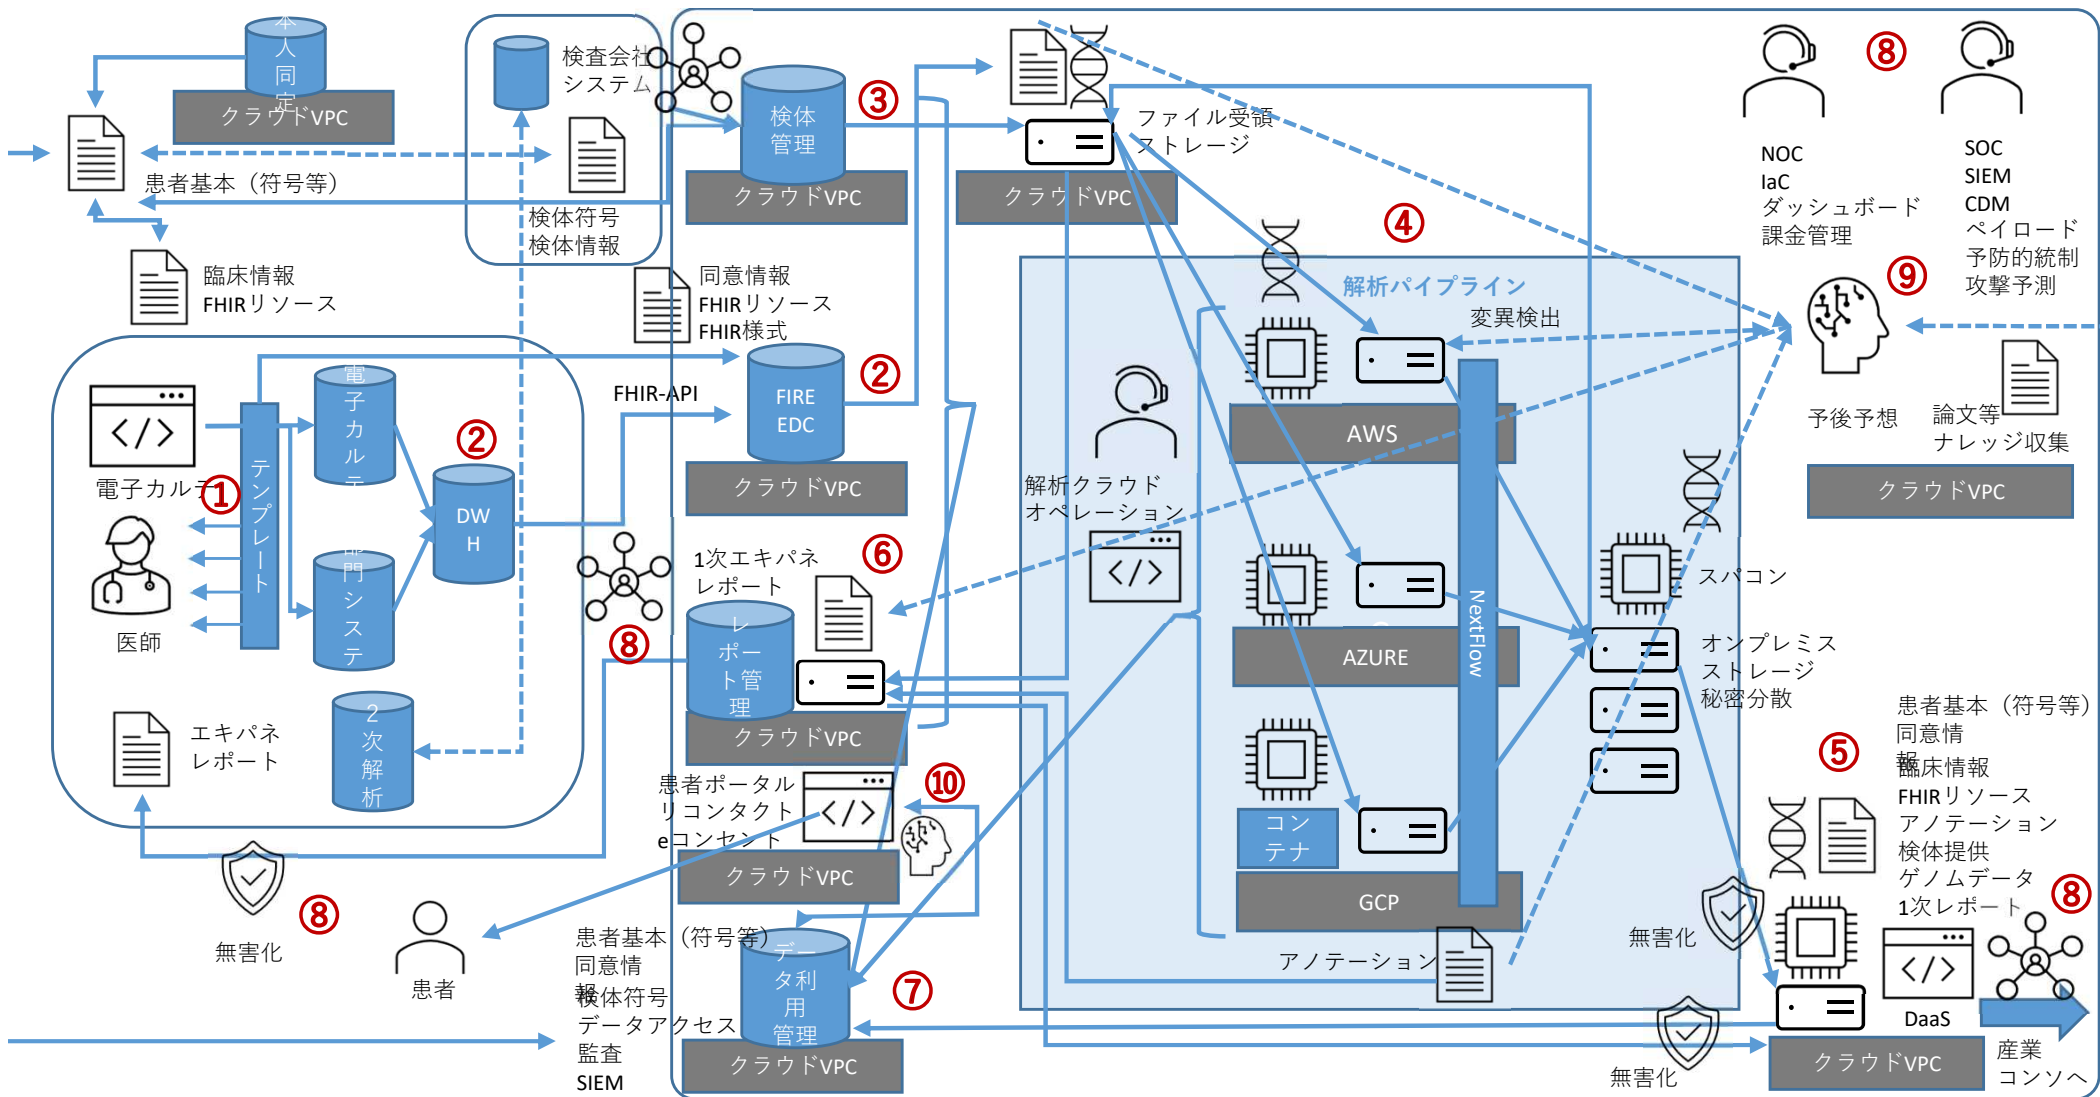 本人同定
クラウドVPC
患者基本（符号等）
臨床情報
FHIRリソース
検査会社
システム
検体符号
検体情報
検体
管理
③
クラウドVPC
ファイル受領
ストレージ
クラウドVPC
⑧
NOC
IaC
ダッシュボード
課金管理
SOC
SIEM
CDM
ペイロード
予防的統制
攻撃予測
同意情報
FHIRリソース
FHIR様式
FHIR-API
FIRE
EDC
②
クラウドVPC
電子カルテ
①
テンプレート
電子カルテ
部門システ
②
DW
H
医師
エキパネ
レポート
2次解析
⑧
1次エキパネ
レポート
⑥
レポート管理
クラウドVPC
④
解析パイプライン
変異検出
解析クラウド
オペレーション
AWS
AZURE
コン
テナ
GCP
NextFlow
アノテーション
スパコン
オンプレミス
ストレージ
秘密分散
⑨
予後予想
論文等
ナレッジ収集
クラウドVPC
患者ポータル
リコンタクト
eコンセント
⑩
クラウドVPC
無害化
⑧
患者
患者基本（符号等）
同意情
報
検体符号
データアクセス
監査
SIEM
データ利用
管理
⑦
クラウドVPC
⑤
患者基本（符号等）
同意情
報
臨床情報
FHIRリソース
アノテーション
検体提供
ゲノムデータ
1次レポート
⑧
無害化
無害化
DaaS
クラウドVPC
産業
コンソへ